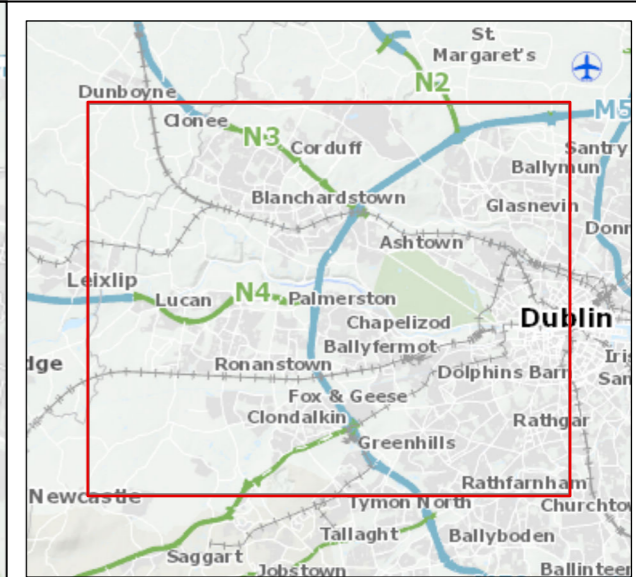 St.
Margaret's
N2
Dunboyne
M5
Clonee
N3
Corduff
Santry
Ballymun
Blanchardstown
Glasnevin
Donn
Ashtown
Leixlip
Lucan
N4
Palmerston
Dublin
Chapelizod
Ballyfermot
Iris
dge
Ronanstown
Dolphins Barn
San
Fox & Geese
Clondalkin
Rathgar
Greenhills
Rathfarnham
Newcastle
Tymon North
Churchtow
Tallaght
Ballyboden
Saggart
Jobstown
Ballinteer